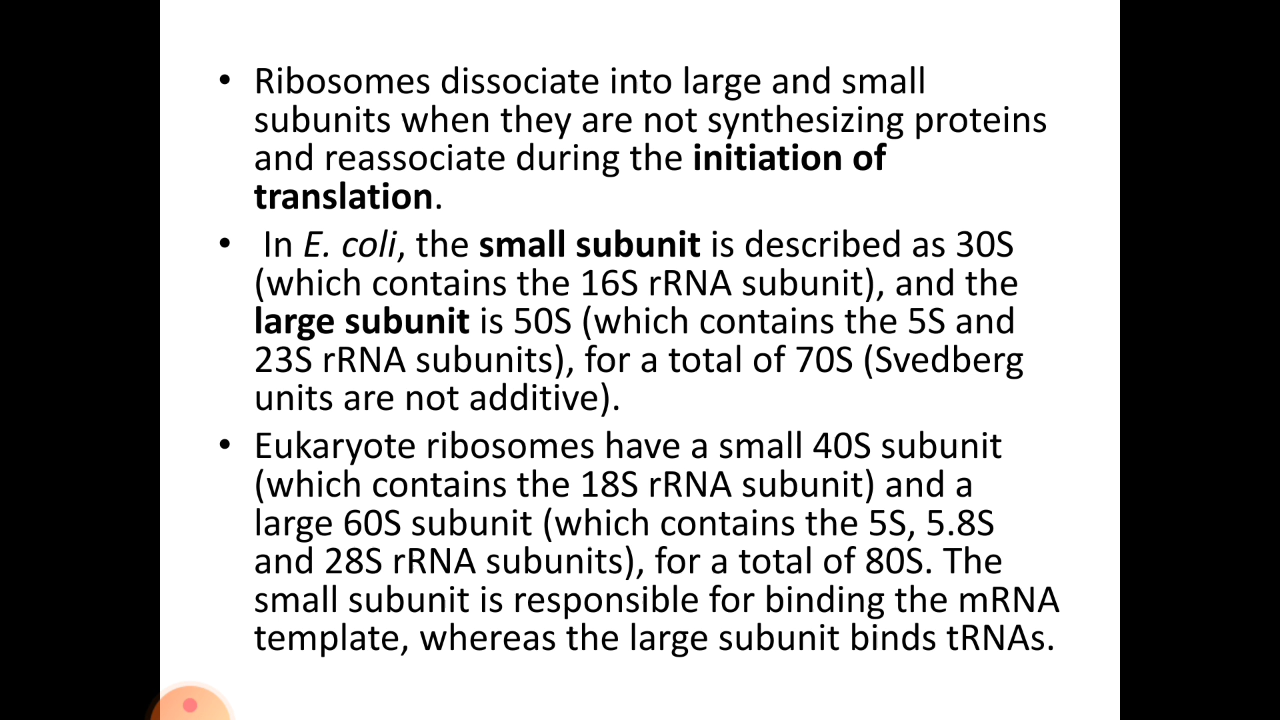 • Ribosomes dissociate into large and small
subunits when they are not synthesizing proteins
and reassociate during the initiation of
translation.
• In E. coli, the small subunit is described as 30S
(which contains the 16S rRNA subunit), and the
large subunit is 50S (which contains the 5S and
23S rRNA subunits), for a total of 70S (Svedberg
units are not additive).
• Eukaryote ribosomes have a small 40S subunit
(which contains the 18S rRNA subunit) and a
large 60S subunit (which contains the 5S, 5.8S
and 28S rRNA subunits), for a total of 80S. The
small subunit is responsible for binding the mRNA
template, whereas the large subunit binds tRNAs.